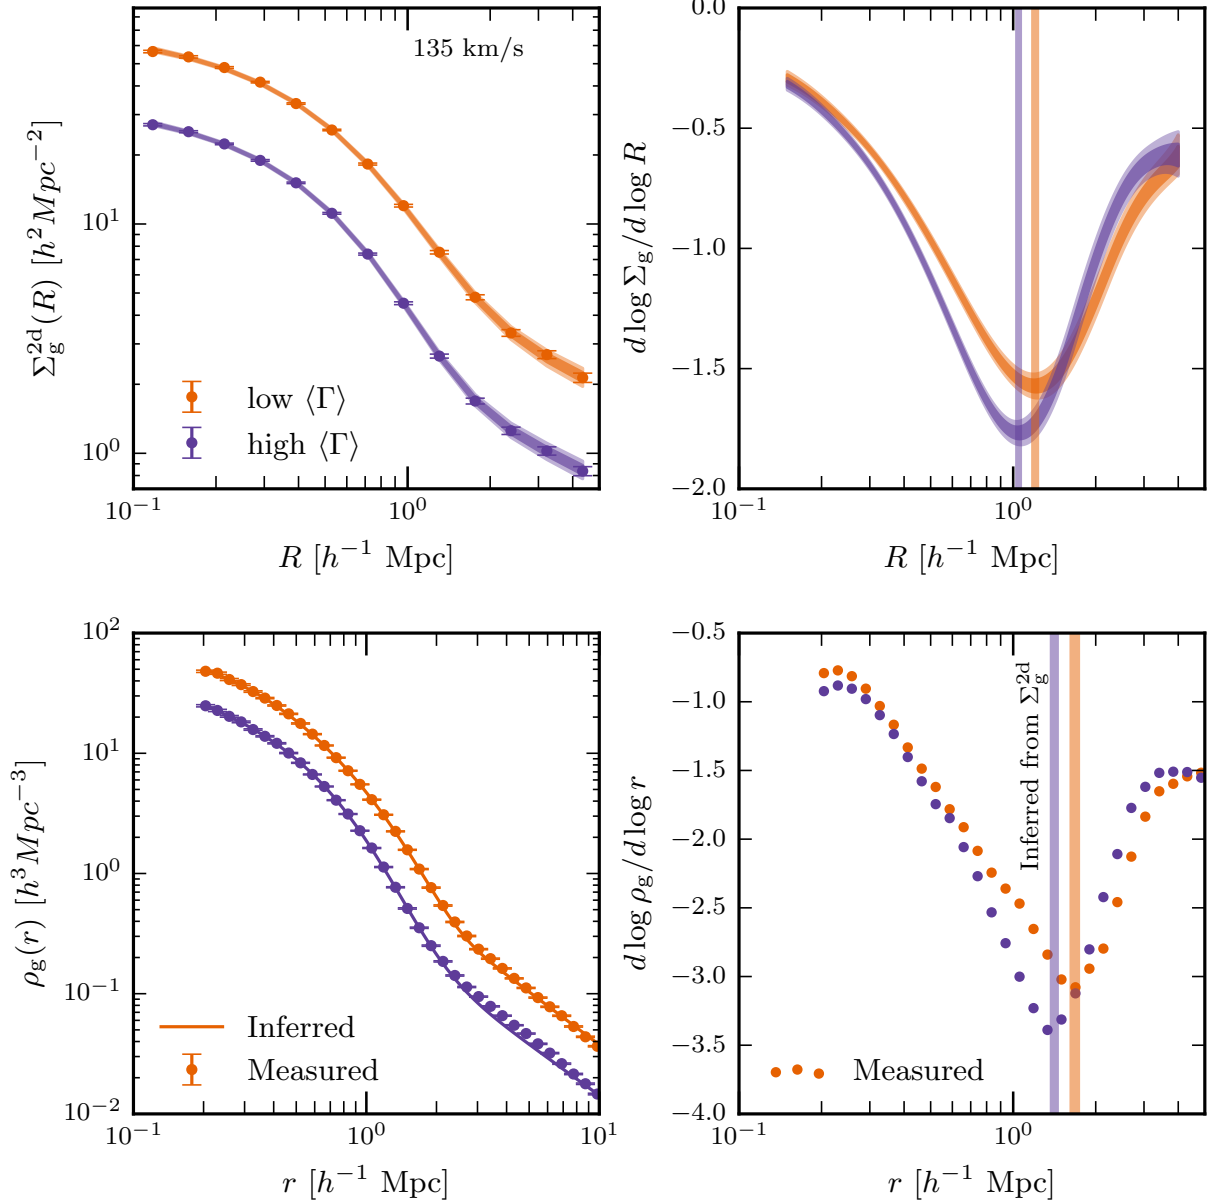 135 km/s
Σ_g^{2d}(R) [h^2 Mpc^{−2}]
10^1
10^0
low ⟨Γ⟩
high ⟨Γ⟩
10^{−1}
10^0
R [h^{−1} Mpc]
d log Σ_g/d log R
0.0
−0.5
−1.0
−1.5
−2.0
10^{−1}
10^0
R [h^{−1} Mpc]
ρ_g(r) [h^3 Mpc^{−3}]
10^2
10^1
10^0
10^{−1}
10^{−2}
Inferred
Measured
10^{−1}
10^0
10^1
r [h^{−1} Mpc]
d log ρ_g/d log r
−0.5
−1.0
−1.5
−2.0
−2.5
−3.0
−3.5
−4.0
Inferred from Σ_g^{2d}
Measured
10^{−1}
10^0
r [h^{−1} Mpc]